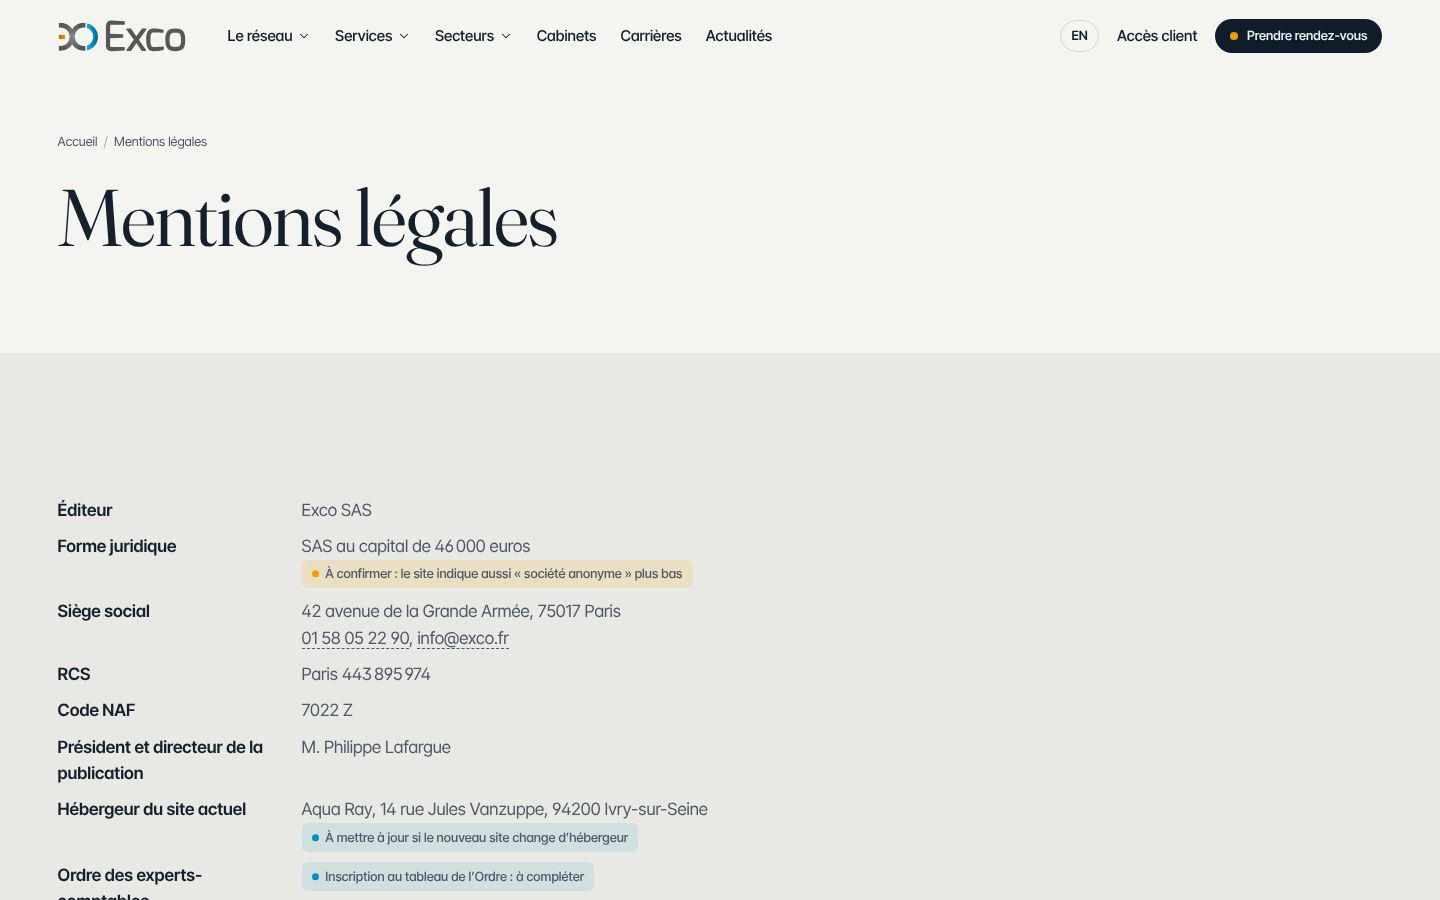 Exco
Le réseau
Services
Secteurs
Cabinets
Carrières
Actualités
EN
Accès client
Prendre rendez-vous
Accueil / Mentions légales
Mentions légales
Éditeur
Exco SAS
Forme juridique
SAS au capital de 46 000 euros
À confirmer : le site indique aussi « société anonyme » plus bas
Siège social
42 avenue de la Grande Armée, 75017 Paris
01 58 05 22 90, info@exco.fr
RCS
Paris 443 895 974
Code NAF
7022 Z
Président et directeur de la
publication
M. Philippe Lafargue
Hébergeur du site actuel
Aqua Ray, 14 rue Jules Vanzuppe, 94200 Ivry-sur-Seine
À mettre à jour si le nouveau site change d’hébergeur
Ordre des experts-
comptables
Inscription au tableau de l’Ordre : à compléter